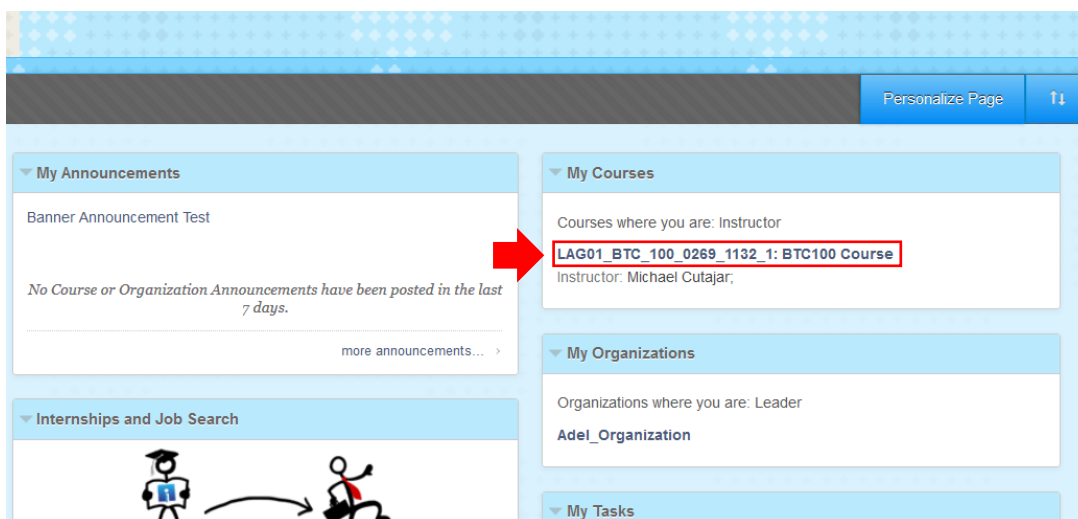 Personalize Page
My Announcements
Banner Announcement Test
No Course or Organization Announcements have been posted in the last
7 days.
more announcements...
Internships and Job Search
My Courses
Courses where you are: Instructor
LAG01_BTC_100_0269_1132_1: BTC100 Course
Instructor: Michael Cutajar;
My Organizations
Organizations where you are: Leader
Adel_Organization
My Tasks